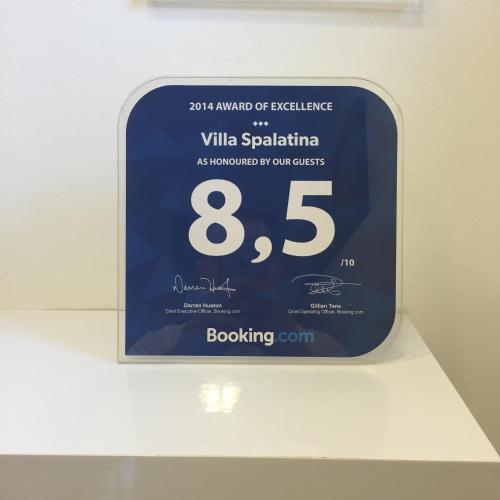 2014 AWARD OF EXCELLENCE
Villa Spalatina
AS HONOURED BY OUR GUESTS
8,5
/10
Darren Huston Gillian Tans
Chief Executive Officer, Booking.com Chief Operating Officer, Booking.com
Booking.com